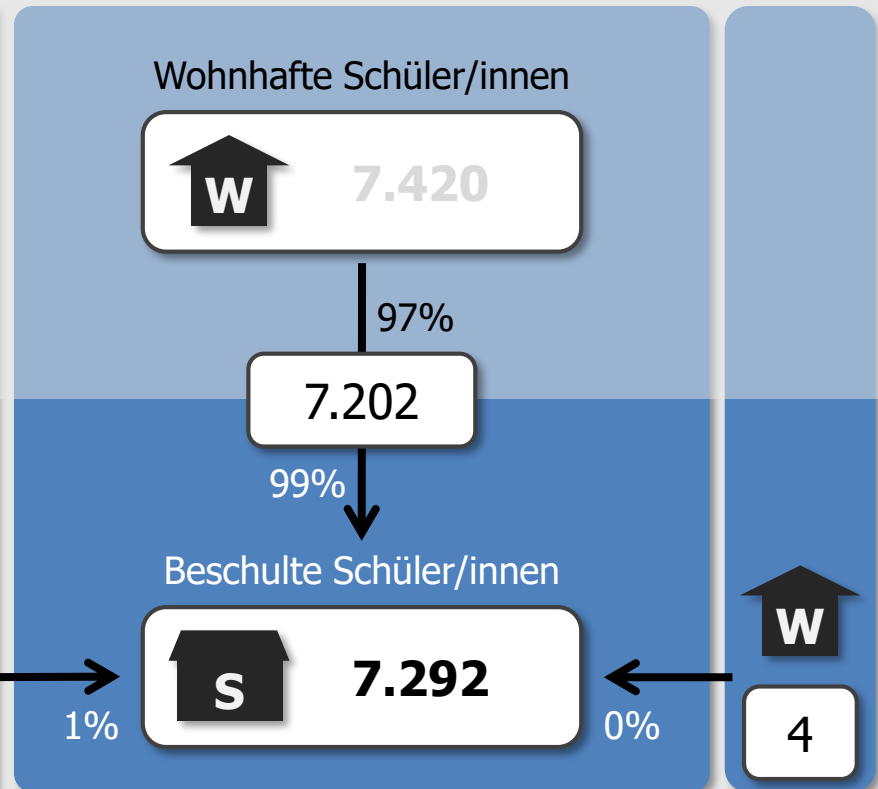 Wohnhafte Schüler/innen
W 7.420
97%
7.202
99%
Beschulte Schüler/innen
W
S 7.292
1%
0%
4